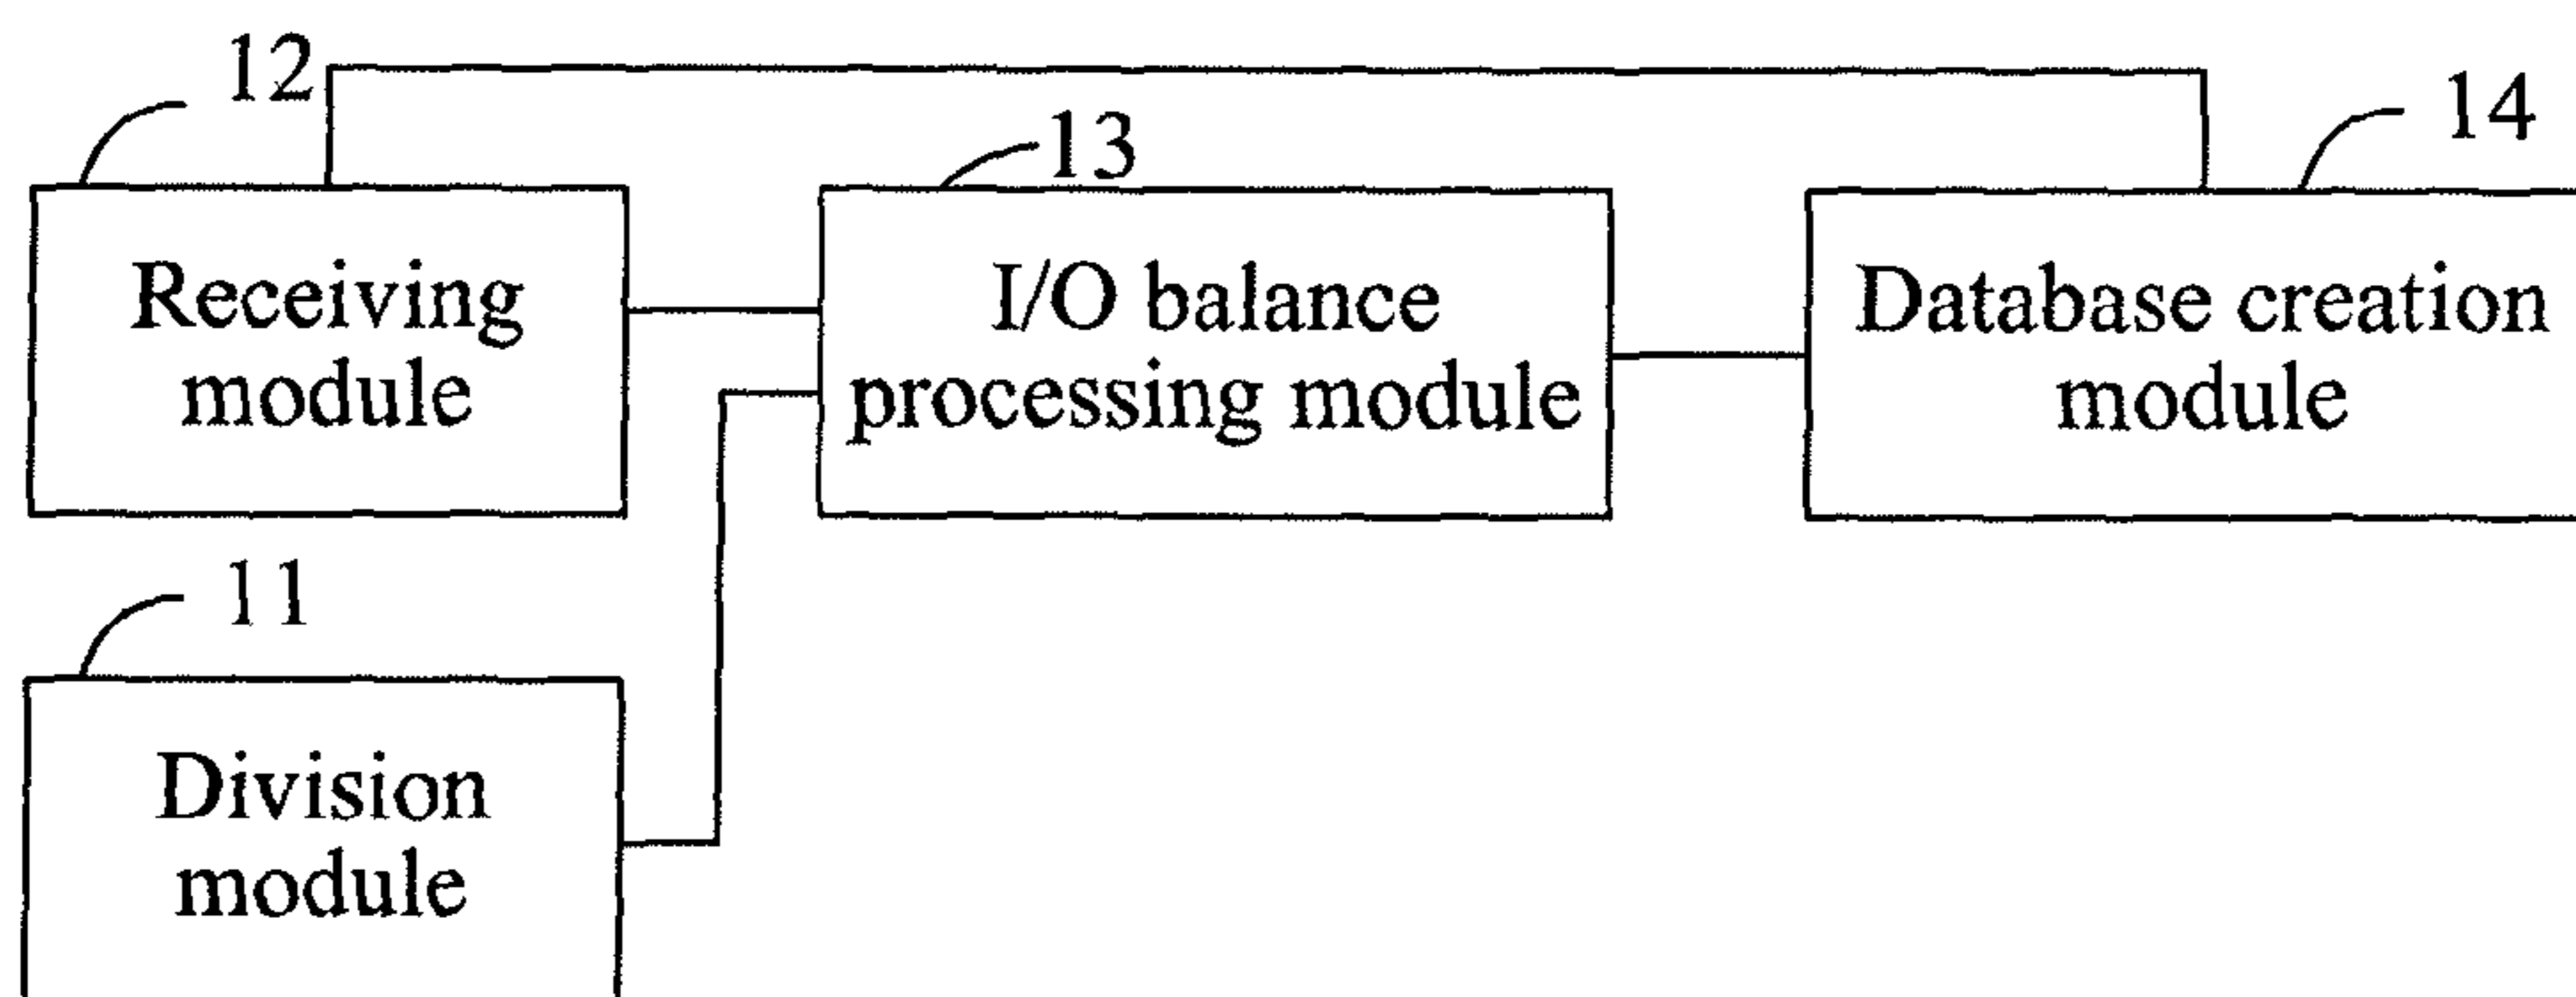 12
13
14
Receiving
module
I/O balance
processing module
Database creation
module
11
Division
module